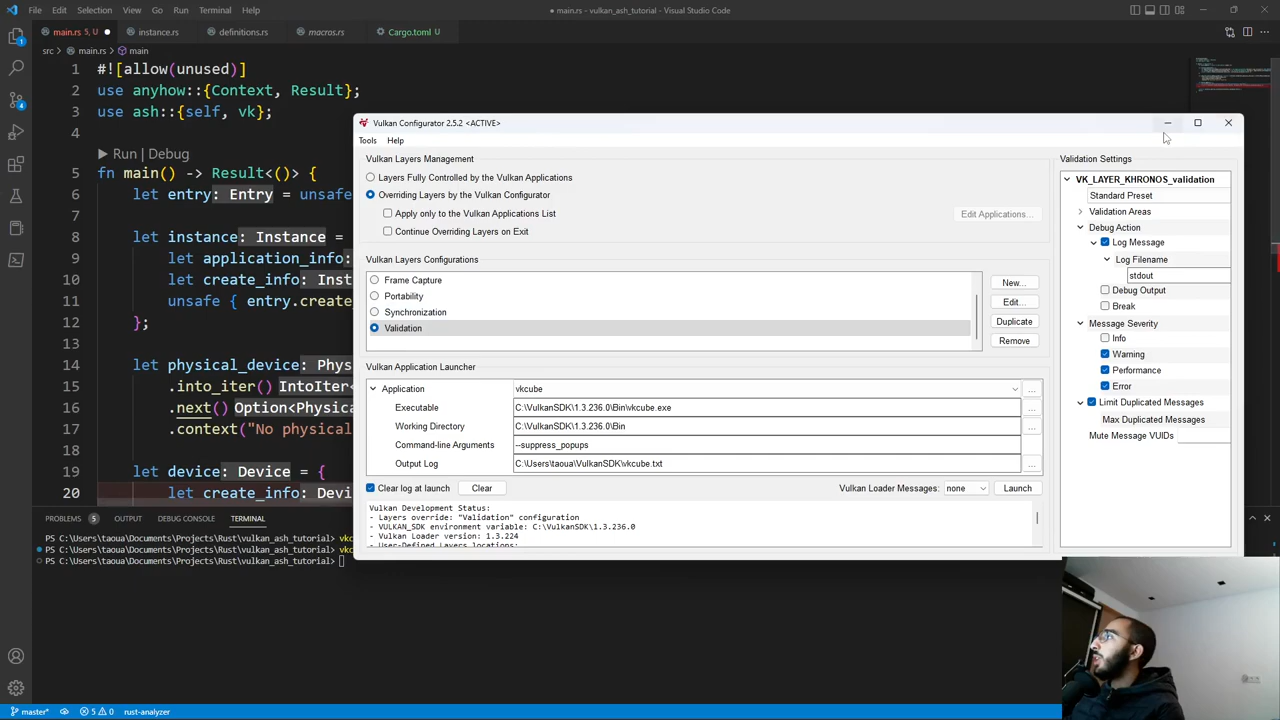 File Edit Selection View Go Run Terminal Help
● main.rs - vulkan_ash_tutorial - Visual Studio Code
main.rs 5, U ● instance.rs definitions.rs macros.rs Cargo.toml U
src > main.rs > main
1 #![allow(unused)]
2 use anyhow::{Context, Result};
3 use ash::{self, vk};
4
Run | Debug
5 fn main() -> Result<()> {
6 let entry: Entry = unsafe
7
8 let instance: Instance =
9 let application_info:
10 let create_info: Inst
11 unsafe { entry.create_
12 };
13
14 let physical_device: Phys
15 .into_iter() IntoIter
16 .next() Option<Physica
17 .context("No physical
18
19 let device: Device = {
20 let create_info: Devi
PROBLEMS 5 OUTPUT DEBUG CONSOLE TERMINAL
PS C:\Users\taoua\Documents\Projects\Rust\vulkan_ash_tutorial> vkc
PS C:\Users\taoua\Documents\Projects\Rust\vulkan_ash_tutorial> vkc
PS C:\Users\taoua\Documents\Projects\Rust\vulkan_ash_tutorial>
Vulkan Configurator 2.5.2 <ACTIVE>
Tools Help
Vulkan Layers Management
Layers Fully Controlled by the Vulkan Applications
Overriding Layers by the Vulkan Configurator
Apply only to the Vulkan Applications List
Edit Applications...
Continue Overriding Layers on Exit
Vulkan Layers Configurations
Frame Capture
Portability
Synchronization
Validation
New...
Edit...
Duplicate
Remove
Vulkan Application Launcher
Application vkcube
Executable C:\VulkanSDK\1.3.236.0\Bin\vkcube.exe ...
Working Directory C:\VulkanSDK\1.3.236.0\Bin ...
Command-line Arguments --suppress_popups
Output Log C:\Users\taoua\VulkanSDK\vkcube.txt ...
Clear log at launch Clear Vulkan Loader Messages: none Launch
Vulkan Development Status:
- Layers override: "Validation" configuration
- VULKAN_SDK environment variable: C:\VulkanSDK\1.3.236.0
- Vulkan Loader version: 1.3.224
- User-Defined Layers locations:
Validation Settings
VK_LAYER_KHRONOS_validation
Standard Preset
Validation Areas
Debug Action
Log Message
Log Filename
stdout
Debug Output
Break
Message Severity
Info
Warning
Performance
Error
Limit Duplicated Messages
Max Duplicated Messages
Mute Message VUIDs
master* 5 0 rust-analyzer